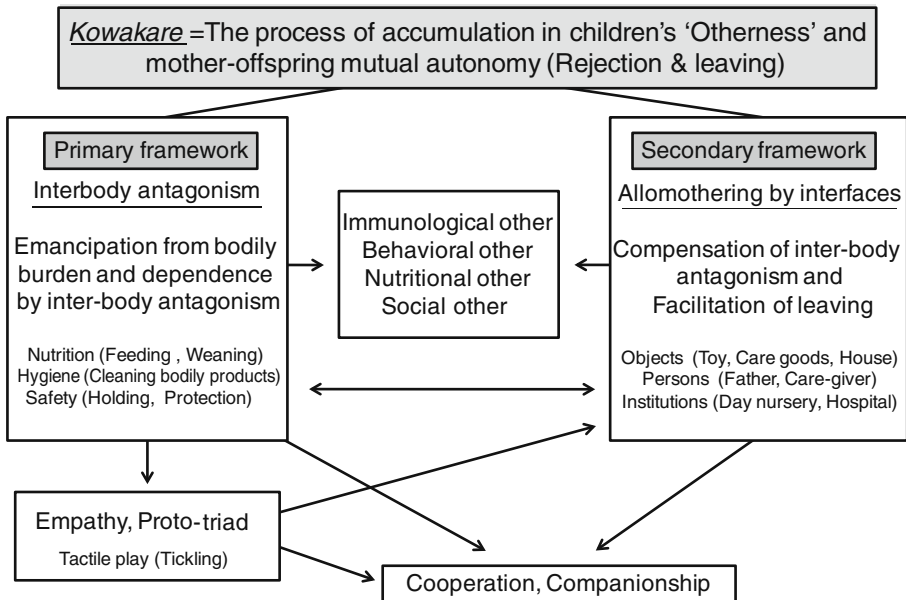 Kowakare =The process of accumulation in children's 'Otherness' and
mother-offspring mutual autonomy (Rejection & leaving)
Primary framework
Interbody antagonism
Emancipation from bodily
burden and dependence
by inter-body antagonism
Nutrition (Feeding , Weaning)
Hygiene (Cleaning bodily products)
Safety (Holding, Protection)
Immunological other
Behavioral other
Nutritional other
Social other
Secondary framework
Allomothering by interfaces
Compensation of inter-body
antagonism and
Facilitation of leaving
Objects (Toy, Care goods, House)
Persons (Father, Care-giver)
Institutions (Day nursery, Hospital)
Empathy, Proto-triad
Tactile play (Tickling)
Cooperation, Companionship